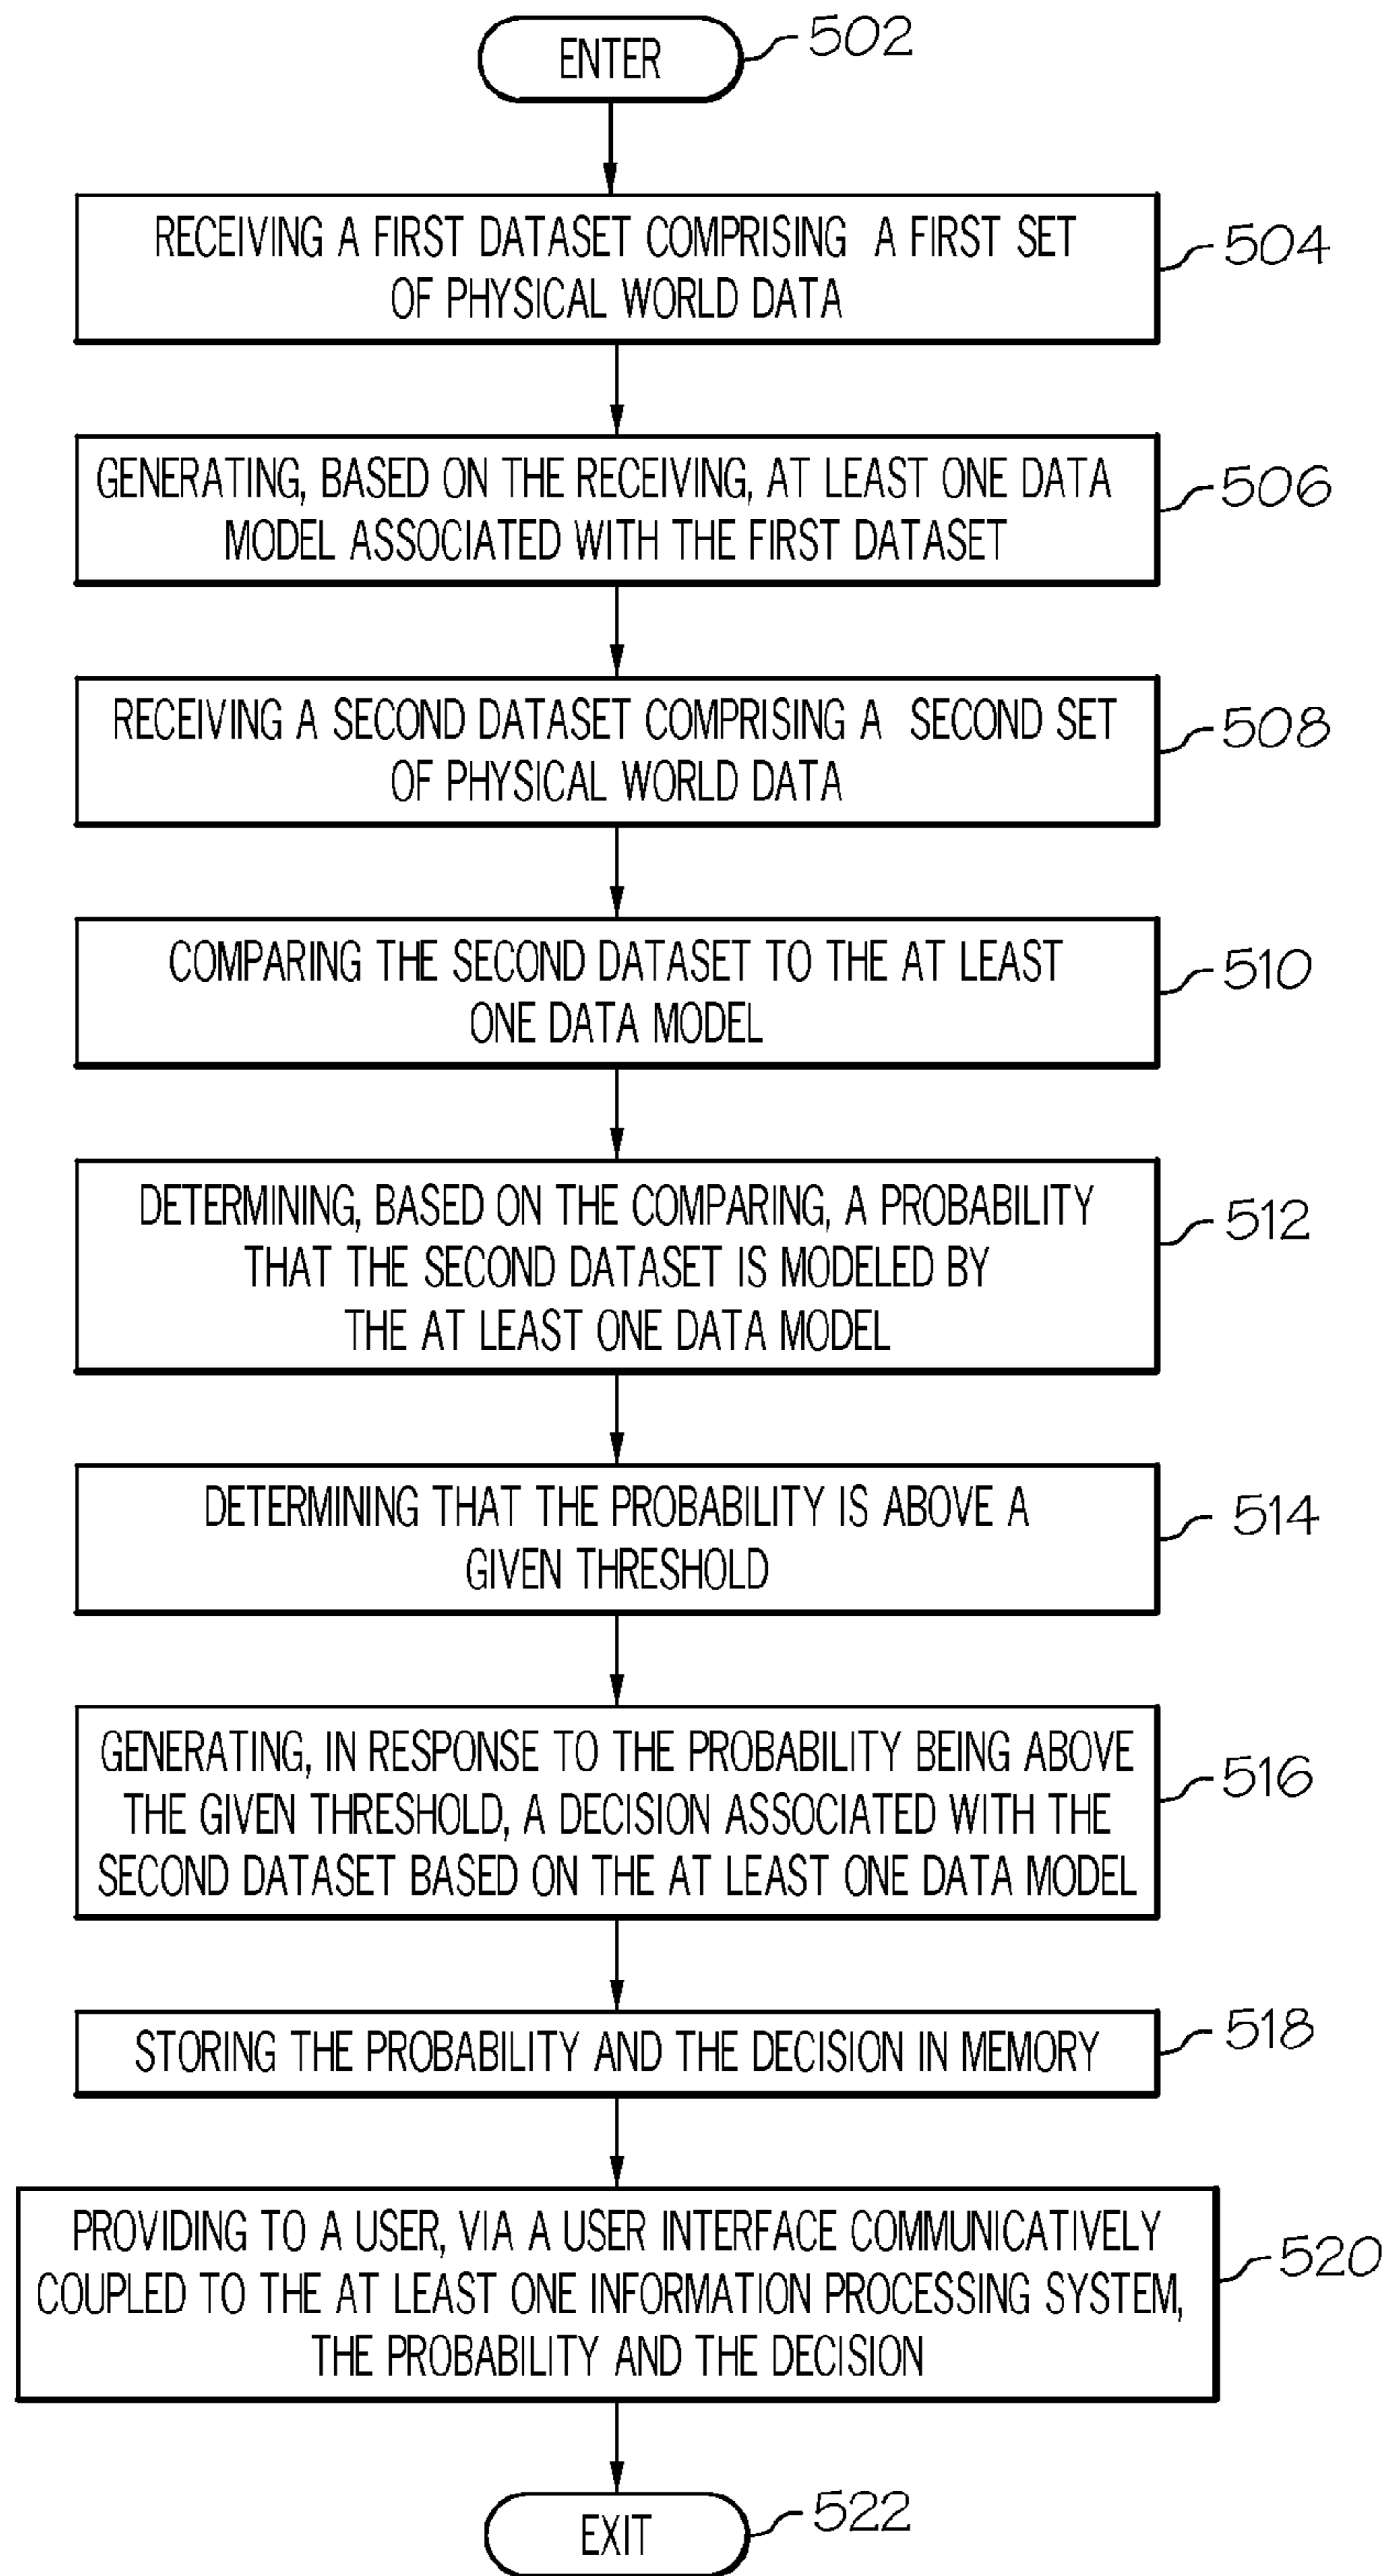 ENTER
502
RECEIVING A FIRST DATASET COMPRISING A FIRST SET
OF PHYSICAL WORLD DATA
504
GENERATING, BASED ON THE RECEIVING, AT LEAST ONE DATA
MODEL ASSOCIATED WITH THE FIRST DATASET
506
RECEIVING A SECOND DATASET COMPRISING A SECOND SET
OF PHYSICAL WORLD DATA
508
COMPARING THE SECOND DATASET TO THE AT LEAST
ONE DATA MODEL
510
DETERMINING, BASED ON THE COMPARING, A PROBABILITY
THAT THE SECOND DATASET IS MODELED BY
THE AT LEAST ONE DATA MODEL
512
DETERMINING THAT THE PROBABILITY IS ABOVE A
GIVEN THRESHOLD
514
GENERATING, IN RESPONSE TO THE PROBABILITY BEING ABOVE
THE GIVEN THRESHOLD, A DECISION ASSOCIATED WITH THE
SECOND DATASET BASED ON THE AT LEAST ONE DATA MODEL
516
STORING THE PROBABILITY AND THE DECISION IN MEMORY
518
PROVIDING TO A USER, VIA A USER INTERFACE COMMUNICATIVELY
COUPLED TO THE AT LEAST ONE INFORMATION PROCESSING SYSTEM,
THE PROBABILITY AND THE DECISION
520
EXIT
522